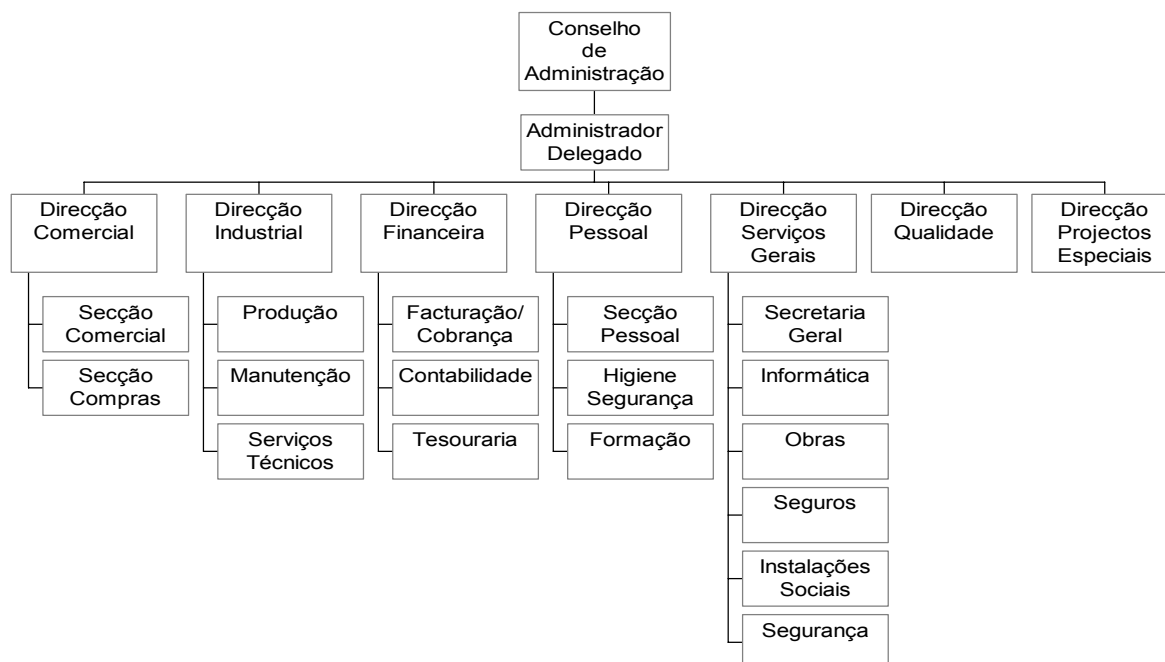 Conselho
de
Administração
Administrador
Delegado
Direcção
Comercial
Direcção
Industrial
Direcção
Financeira
Direcção
Pessoal
Direcção
Serviços
Gerais
Direcção
Qualidade
Direcção
Projectos
Especiais
Secção
Comercial
Secção
Compras
Produção
Manutenção
Serviços
Técnicos
Facturação/
Cobrança
Contabilidade
Tesouraria
Secção
Pessoal
Higiene
Segurança
Formação
Secretaria
Geral
Informática
Obras
Seguros
Instalações
Sociais
Segurança